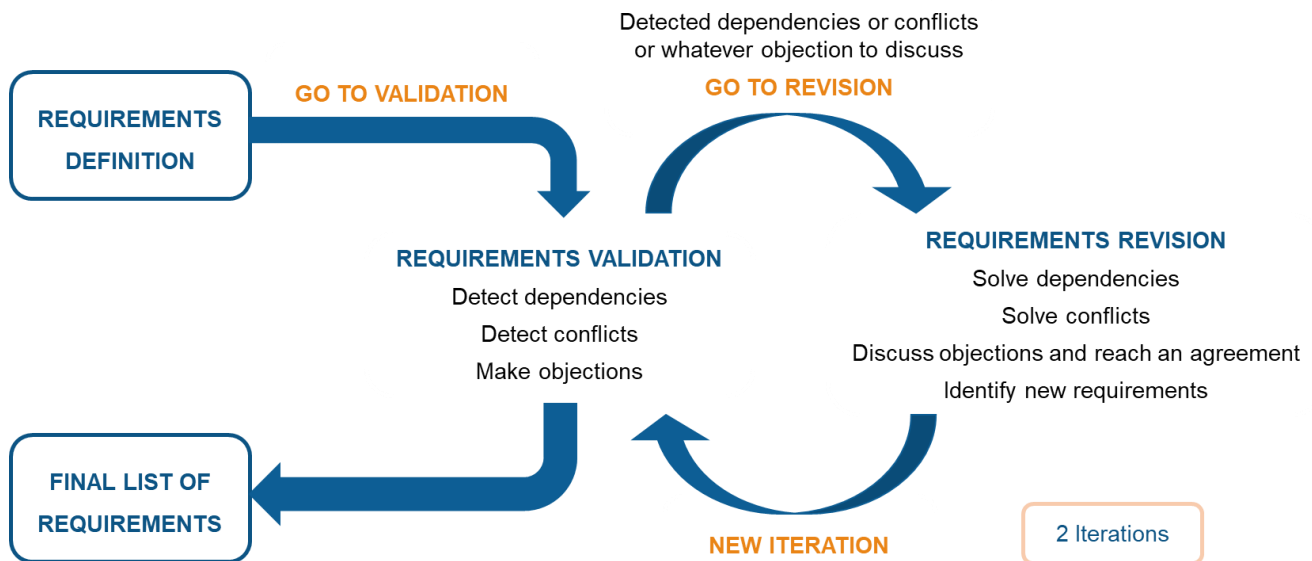 Detected dependencies or conflicts
or whatever objection to discuss
GO TO VALIDATION
GO TO REVISION
REQUIREMENTS
DEFINITION
REQUIREMENTS VALIDATION
Detect dependencies
Detect conflicts
Make objections
REQUIREMENTS REVISION
Solve dependencies
Solve conflicts
Discuss objections and reach an agreement
Identify new requirements
FINAL LIST OF
REQUIREMENTS
NEW ITERATION
2 Iterations